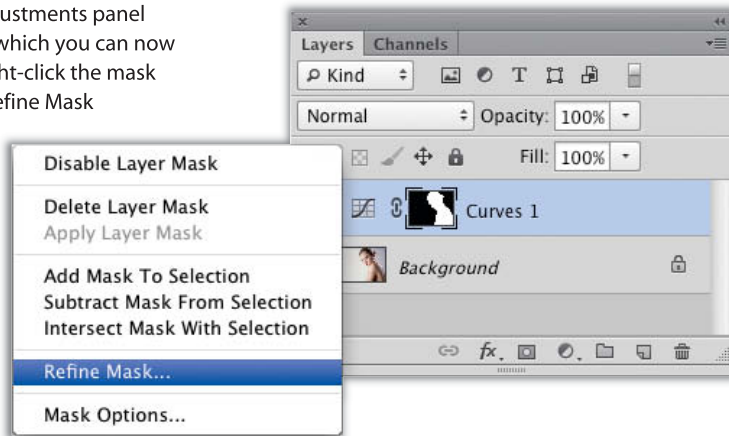 ustments panel
which you can now
ht-click the mask
efine Mask
Layers Channels
Kind
Normal Opacity: 100%
Fill: 100%
Curves 1
Background
fx
Disable Layer Mask
Delete Layer Mask
Apply Layer Mask
Add Mask To Selection
Subtract Mask From Selection
Intersect Mask With Selection
Refine Mask...
Mask Options...